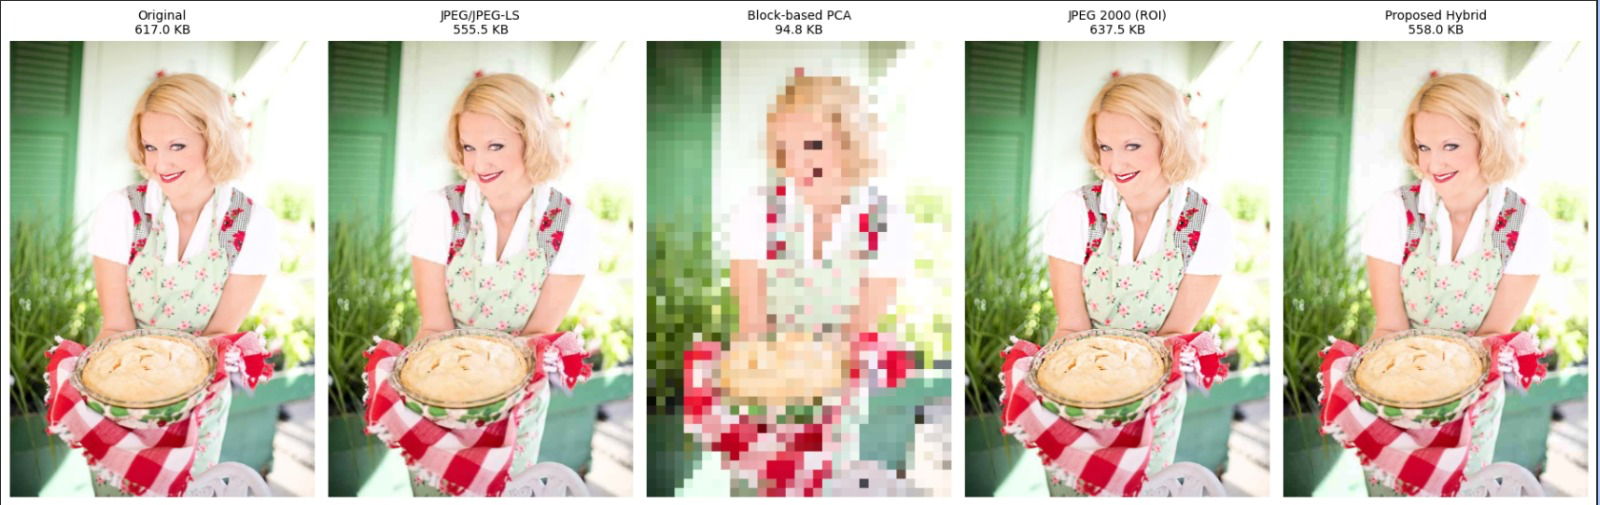 Original
617.0 KB
JPEG/JPEG-LS
555.5 KB
Block-based PCA
94.8 KB
JPEG 2000 (ROI)
637.5 KB
Proposed Hybrid
558.0 KB